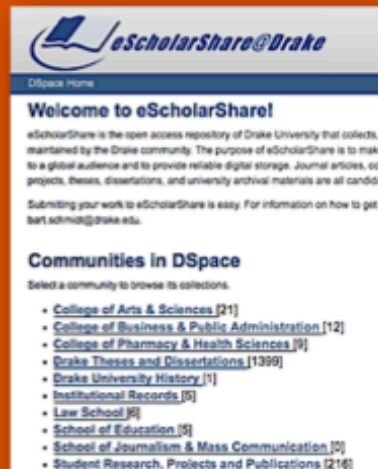 eScholarShare@Drake
DSpace Home
Welcome to eScholarShare!
eScholarShare is the open access repository of Drake University that collects,
maintained by the Drake community. The purpose of eScholarShare is to mak
to a global audience and to provide reliable digital storage. Journal articles, co
projects, theses, dissertations, and university archival materials are all candid
Submitting your work to eScholarShare is easy. For information on how to get
bart.schmidt@drake.edu.
Communities in DSpace
Select a community to browse its collections.
College of Arts & Sciences [21]
College of Business & Public Administration [12]
College of Pharmacy & Health Sciences [9]
Drake Theses and Dissertations [1399]
Drake University History [1]
Institutional Records [5]
Law School [6]
School of Education [5]
School of Journalism & Mass Communication [0]
Student Research, Projects and Publications [216]